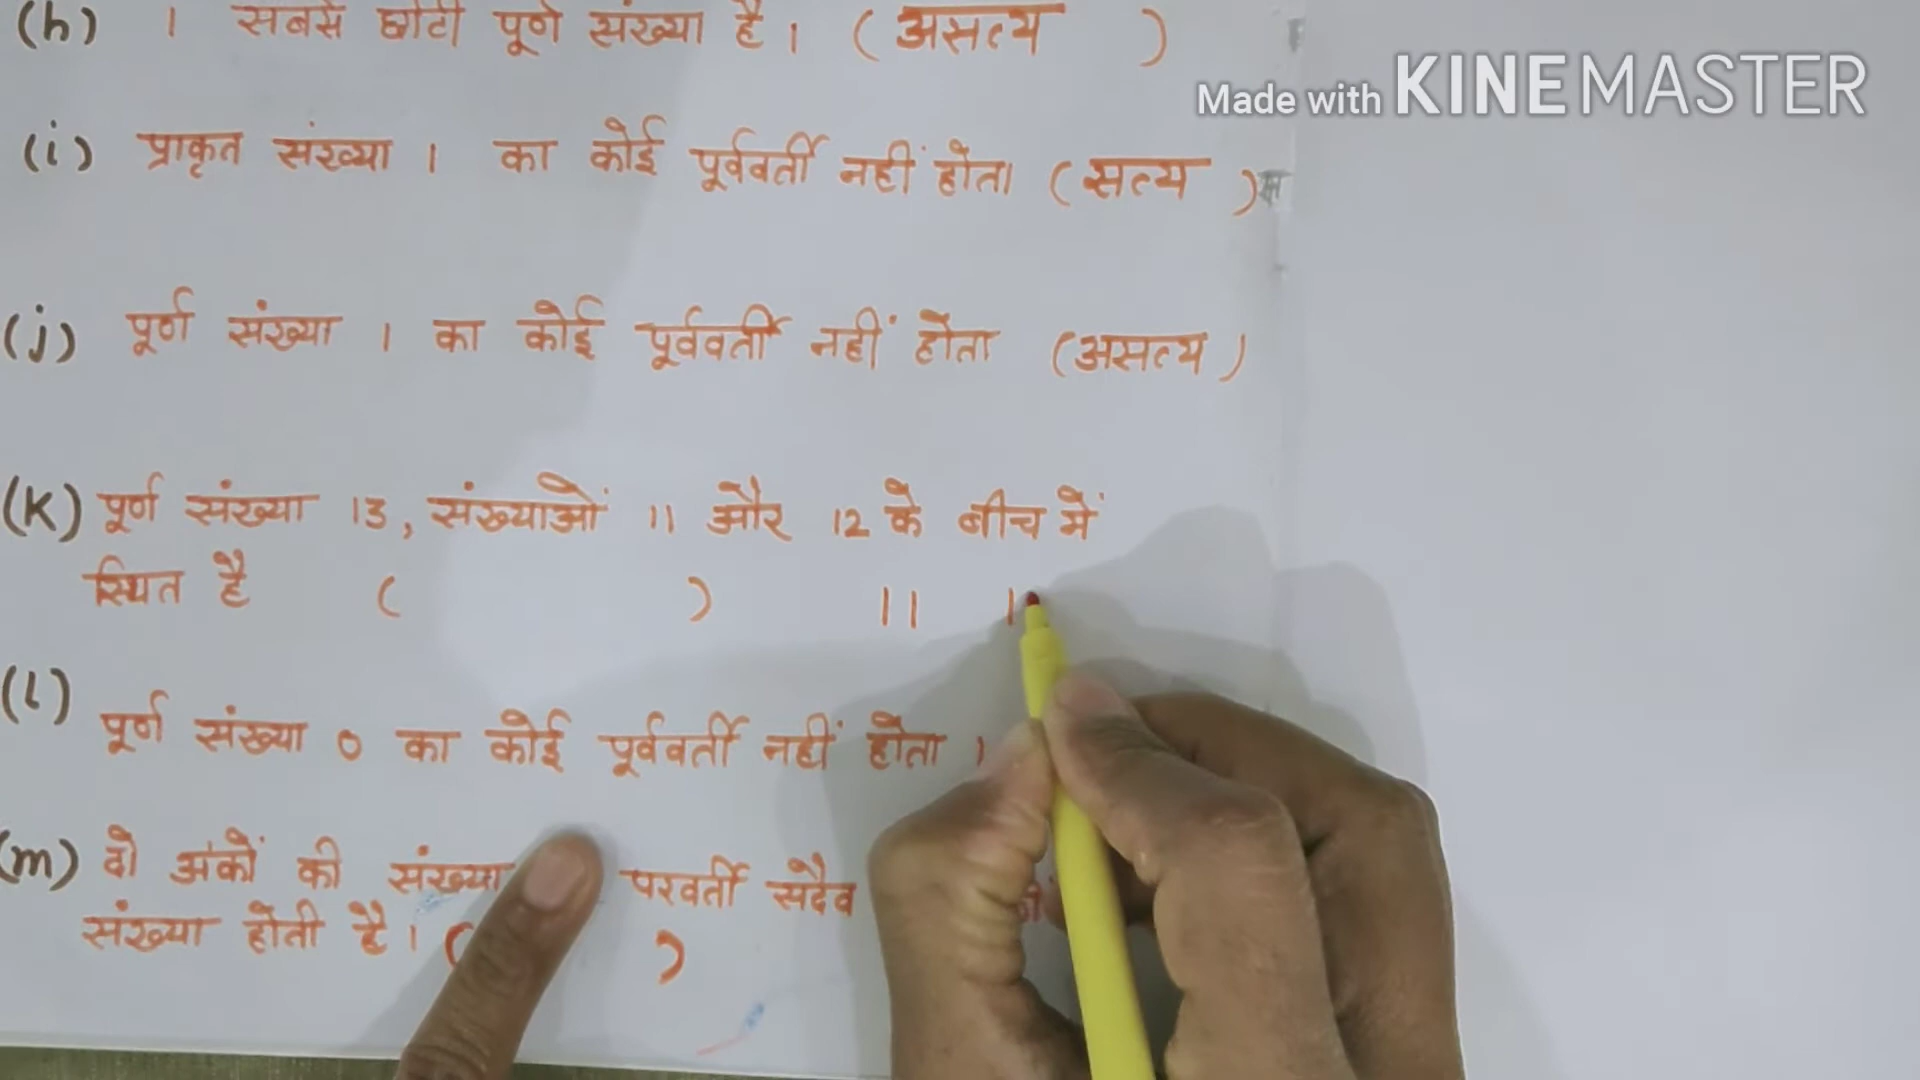 (h) 1 सबसे छोटी पूर्ण संख्या है। (असत्य )
Made with KINEMASTER
(i) प्राकृत संख्या 1 का कोई पूर्ववर्ती नहीं होता। (सत्य )
(j) पूर्ण संख्या 1 का कोई पूर्ववर्ती नहीं होता (असत्य)
(K) पूर्ण संख्या 13, संख्याओं 11 और 12 के बीच में
स्थित है ( ) 11 1
(l) पूर्ण संख्या 0 का कोई पूर्ववर्ती नहीं होता।
(m) दो अंकों की संख्या परवर्ती सदैव
संख्या होती है। ( )